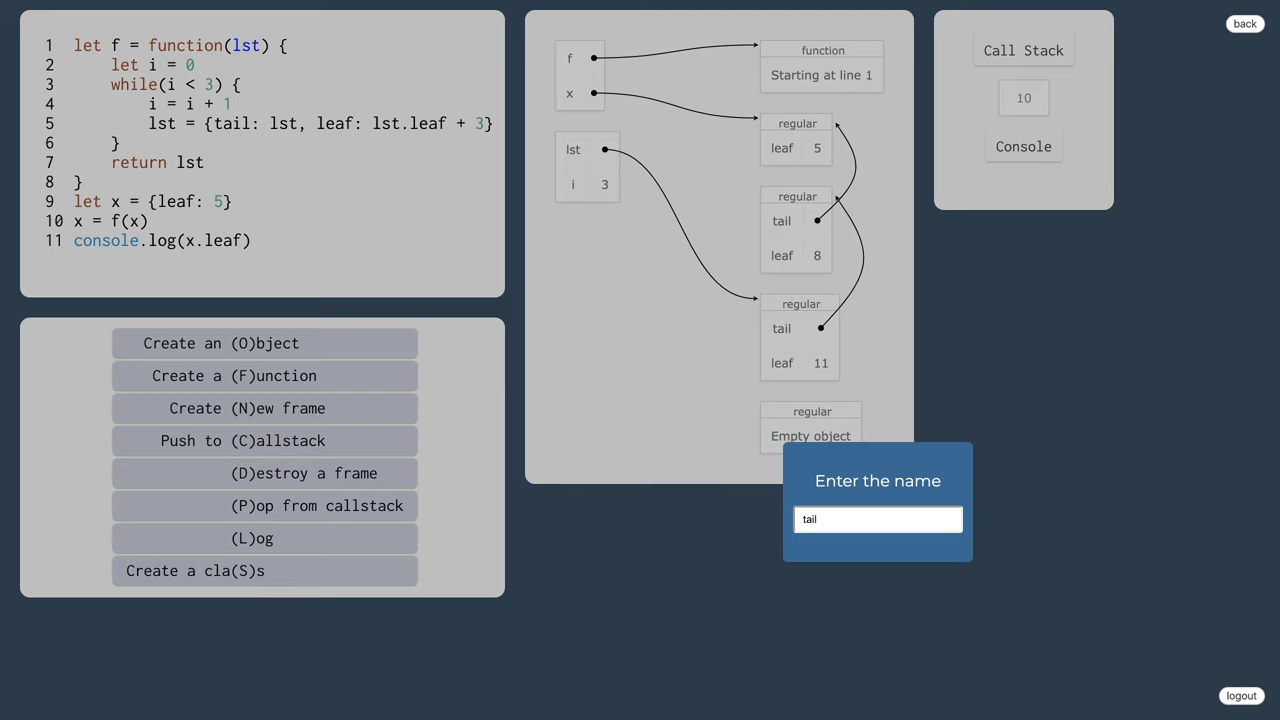 1 let f = function(lst) {
2 let i = 0
3 while(i < 3) {
4 i = i + 1
5 lst = {tail: lst, leaf: lst.leaf + 3}
6 }
7 return lst
8 }
9 let x = {leaf: 5}
10 x = f(x)
11 console.log(x.leaf)
Create an (O)bject
Create a (F)unction
Create (N)ew frame
Push to (C)allstack
(D)estroy a frame
(P)op from callstack
(L)og
Create a cla(S)s
f
x
lst
i 3
function
Starting at line 1
regular
leaf 5
regular
tail
leaf 8
regular
tail
leaf 11
regular
Empty object
Enter the name
tail
Call Stack
10
Console
back
logout